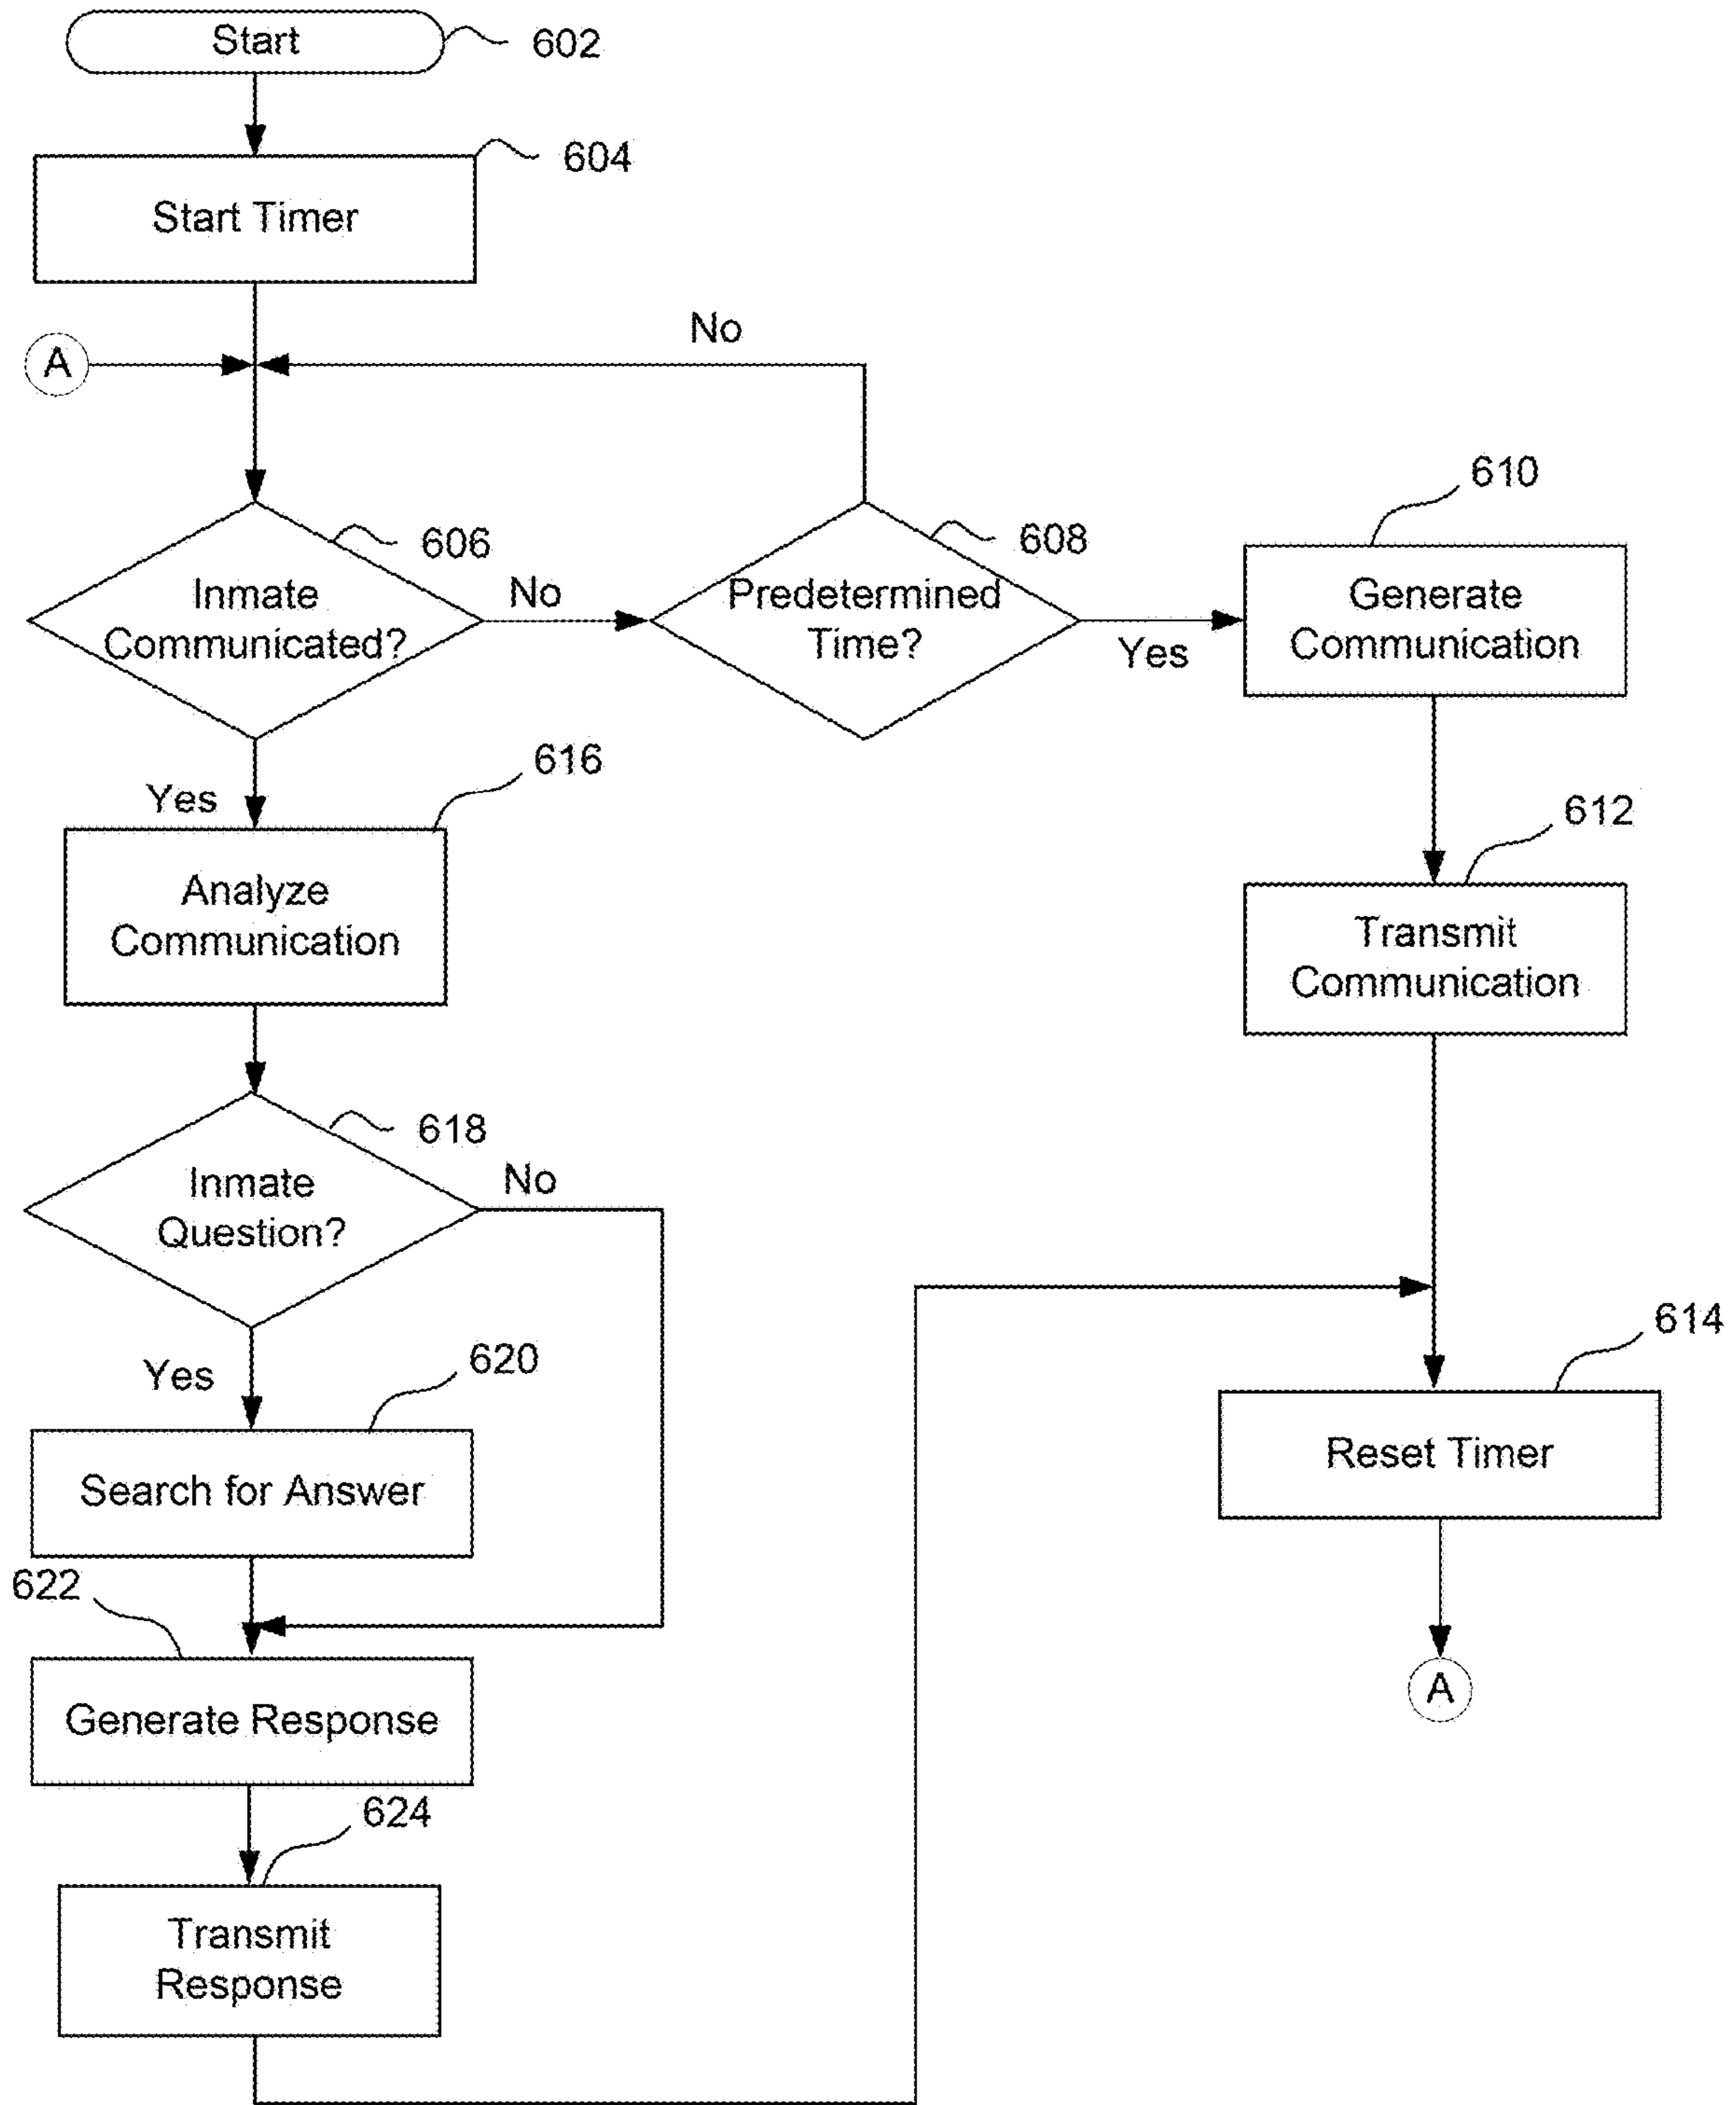 Start
602
604
Start Timer
A
No
606
Inmate
Communicated?
No
608
Predetermined
Time?
Yes
610
Generate
Communication
Yes
616
Analyze
Communication
612
Transmit
Communication
618
Inmate
Question?
No
Yes
620
Search for Answer
614
Reset Timer
A
622
Generate Response
624
Transmit
Response